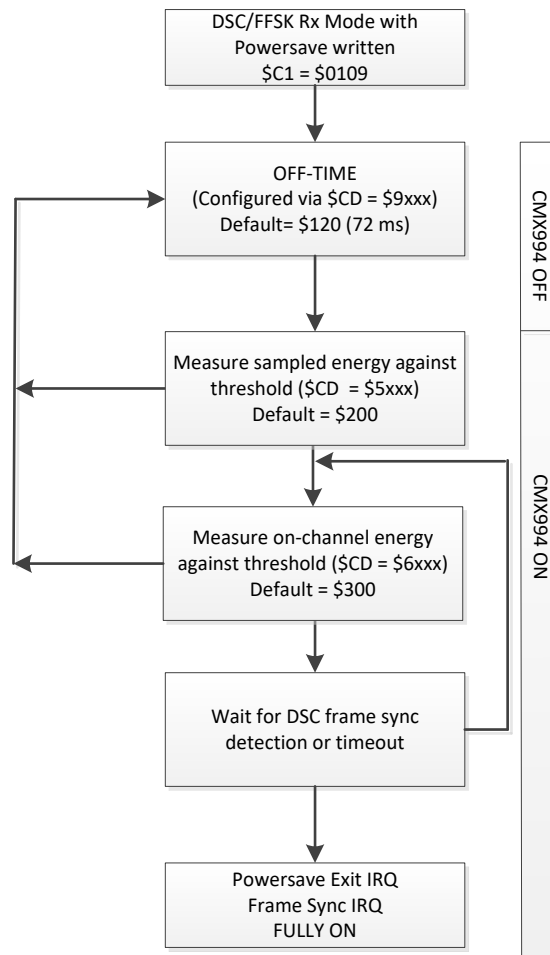 DSC/FFSK Rx Mode with
Powersave written
$C1 = $0109
OFF-TIME
(Configured via $CD = $9xxx)
Default= $120 (72 ms)
CMX994 OFF
Measure sampled energy against
threshold ($CD  = $5xxx)
Default = $200
Measure on-channel energy
against threshold ($CD = $6xxx)
Default = $300
CMX994 ON
Wait for DSC frame sync
detection or timeout
Powersave Exit IRQ
Frame Sync IRQ
FULLY ON